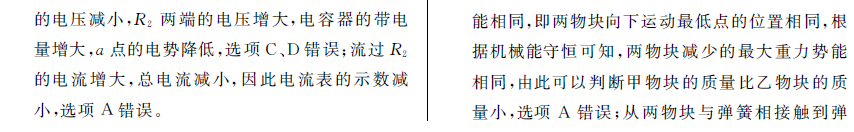 的电压减小,R₂ 两端的电压增大,电容器的带电
量增大,a 点的电势降低,选项 C、D 错误;流过 R₂
的电流增大,总电流减小,因此电流表的示数减
小,选项 A 错误。
能相同,即两物块向下运动最低点的位置相同,根
据机械能守恒可知,两物块减少的最大重力势能
相同,由此可以判断甲物块的质量比乙物块的质
量小,选项 A 错误;从两物块与弹簧相接触到弹